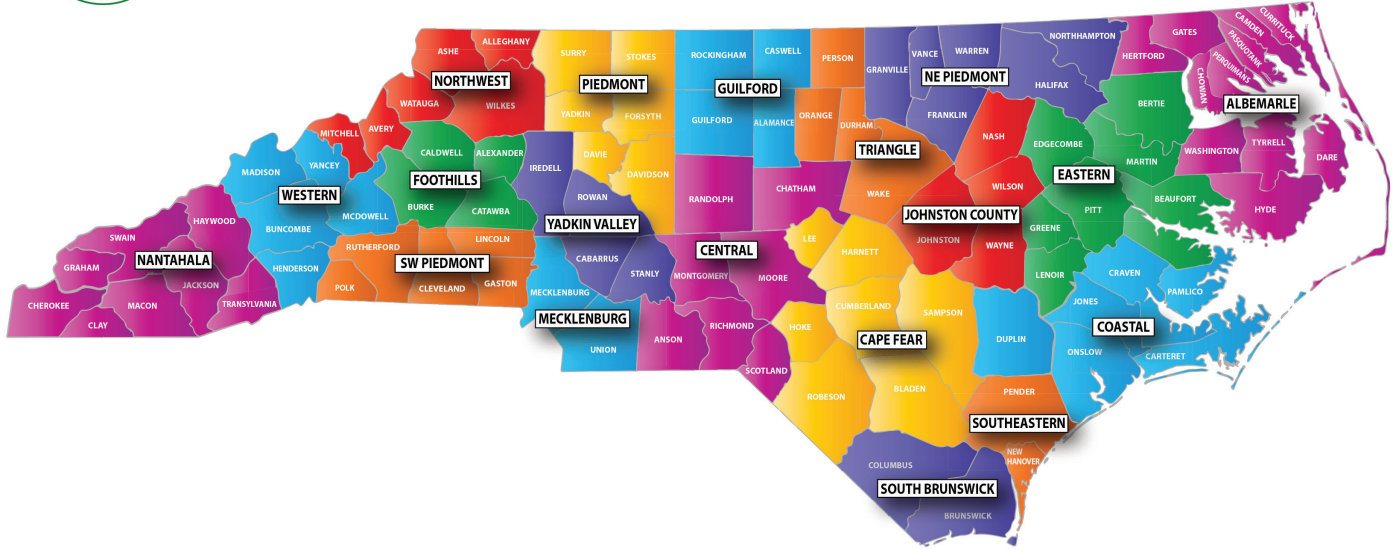 ASHE
ALLEGHANY
NORTHWEST
WATAUGA
WILKES
MITCHELL
AVERY
SURRY
STOKES
PIEDMONT
YADKIN
FORSYTH
DAVIE
DAVIDSON
ROCKINGHAM
CASWELL
GUILFORD
GUILFORD
ALAMANCE
PERSON
ORANGE
DURHAM
TRIANGLE
WAKE
GRANVILLE
VANCE
WARREN
NORTHHAMPTON
NE PIEDMONT
HALIFAX
FRANKLIN
HERTFORD
GATES
CAMDEN
CURRITUCK
PASQUOTANK
PERQUIMANS
CHOWAN
ALBEMARLE
WASHINGTON
TYRRELL
DARE
HYDE
BERTIE
EDGECOMBE
MARTIN
EASTERN
PITT
BEAUFORT
GREENE
LENOIR
NASH
WILSON
JOHNSTON COUNTY
JOHNSTON
WAYNE
MADISON
YANCEY
WESTERN
MCDOWELL
BUNCOMBE
HENDERSON
CALDWELL
ALEXANDER
FOOTHILLS
BURKE
CATAWBA
IREDELL
ROWAN
YADKIN VALLEY
CABARRUS
STANLY
RANDOLPH
CHATHAM
CENTRAL
MONTGOMERY
MOORE
ANSON
RICHMOND
SCOTLAND
HAYWOOD
SWAIN
NANTAHALA
GRAHAM
JACKSON
CHEROKEE
MACON
TRANSYLVANIA
CLAY
RUTHERFORD
LINCOLN
SW PIEDMONT
POLK
CLEVELAND
GASTON
MECKLENBURG
MECKLENBURG
UNION
LEE
HARNETT
CUMBERLAND
SAMPSON
HOKE
CAPE FEAR
BLADEN
ROBESON
CRAVEN
PAMLICO
JONES
COASTAL
DUPLIN
ONSLOW
CARTERET
PENDER
SOUTHEASTERN
NEW
HANOVER
COLUMBUS
SOUTH BRUNSWICK
BRUNSWICK